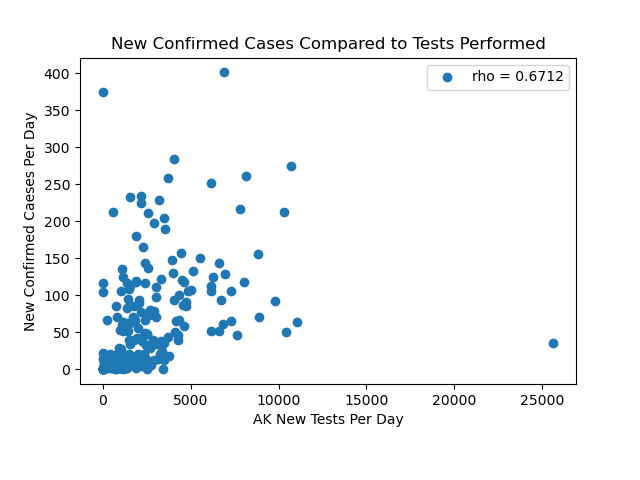 New Confirmed Cases Compared to Tests Performed
rho = 0.6712
New Confirmed Caeses Per Day
400
350
300
250
200
150
100
50
0
0 5000 10000 15000 20000 25000
AK New Tests Per Day